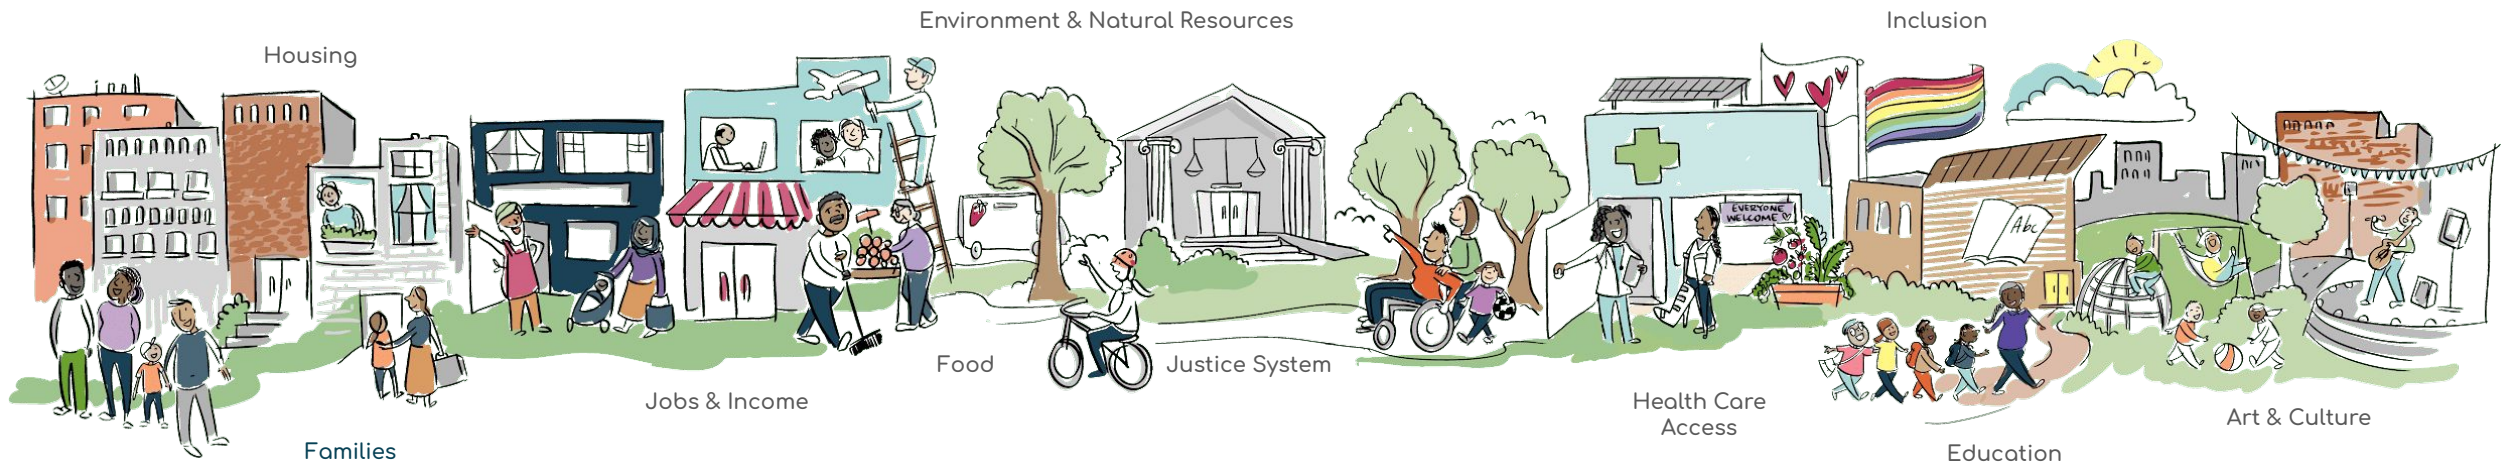 Environment & Natural Resources
Inclusion
Housing
EVERYONE
WELCOME
Abc
Food
Justice System
Jobs & Income
Health Care
Access
Art & Culture
Families
Education